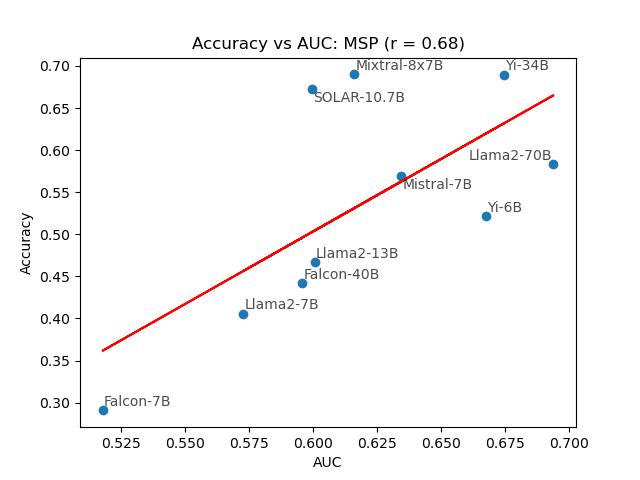 Accuracy vs AUC: MSP (r = 0.68)
0.70
0.65
0.60
0.55
0.50
0.45
0.40
0.35
0.30
Accuracy
Mixtral-8x7B
Yi-34B
SOLAR-10.7B
Llama2-70B
Mistral-7B
Yi-6B
Llama2-13B
Falcon-40B
Llama2-7B
Falcon-7B
0.525 0.550 0.575 0.600 0.625 0.650 0.675 0.700
AUC